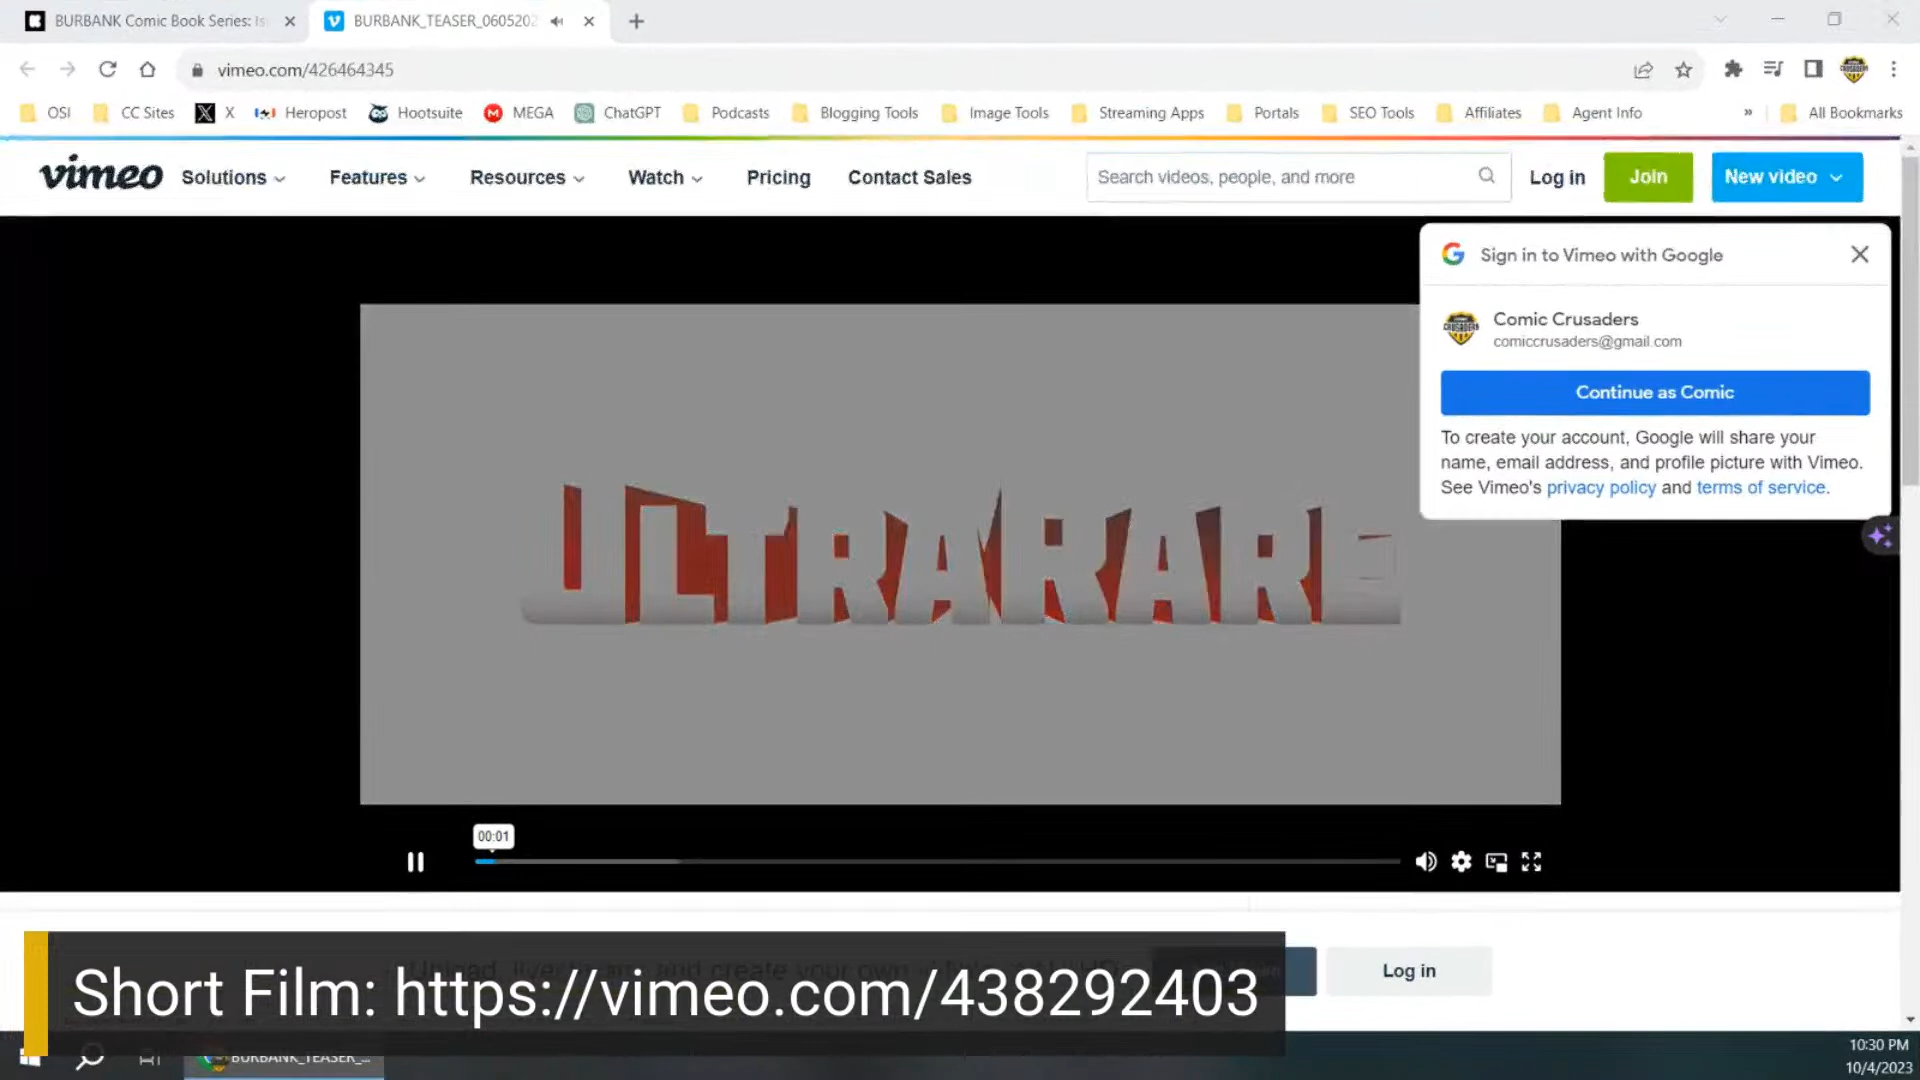 BURBANK Comic Book Series: Is
BURBANK_TEASER_0605202
vimeo.com/426464345
OSI
CC Sites
X
Heropost
Hootsuite
MEGA
ChatGPT
Podcasts
Blogging Tools
Image Tools
Streaming Apps
Portals
SEO Tools
Affiliates
Agent Info
»
All Bookmarks
vimeo
Solutions
Features
Resources
Watch
Pricing
Contact Sales
Search videos, people, and more
Log in
Join
New video
Sign in to Vimeo with Google
Comic Crusaders
comiccrusaders@gmail.com
Continue as Comic
To create your account, Google will share your
name, email address, and profile picture with Vimeo.
See Vimeo's privacy policy and terms of service.
ULTRARARE
00:01
Log in
Short Film: https://vimeo.com/438292403
BURBANK_TEASER_...
10:30 PM
10/4/2023